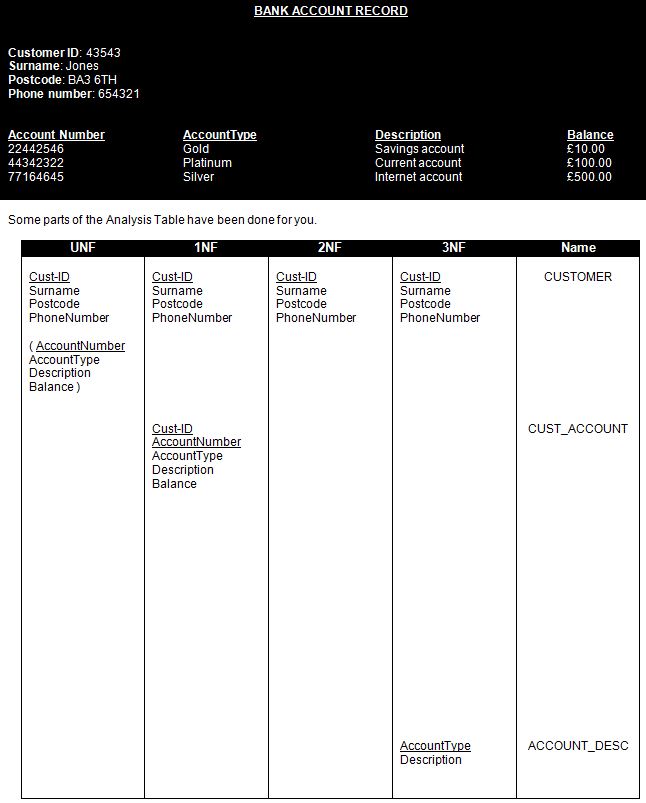 BANK ACCOUNT RECORD
Customer ID: 43543
Surname: Jones
Postcode: BA3 6TH
Phone number: 654321
Account Number AccountType Description Balance
22442546 Gold Savings account £10.00
44342322 Platinum Current account £100.00
77164645 Silver Internet account £500.00
Some parts of the Analysis Table have been done for you.
UNF 1NF 2NF 3NF Name
Cust-ID Cust-ID Cust-ID Cust-ID CUSTOMER
Surname Surname Surname Surname
Postcode Postcode Postcode Postcode
PhoneNumber PhoneNumber PhoneNumber PhoneNumber
( AccountNumber
AccountType
Description
Balance )
Cust-ID CUST_ACCOUNT
AccountNumber
AccountType
Description
Balance
AccountType ACCOUNT_DESC
Description